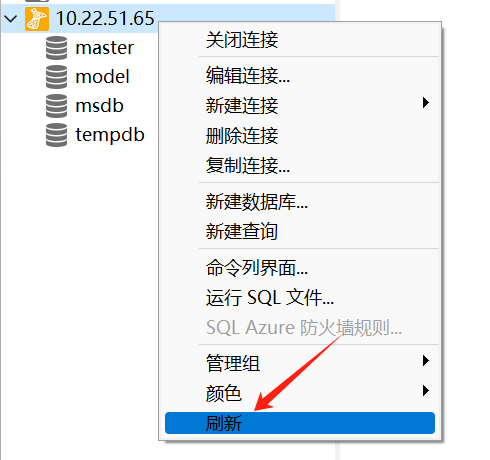 10.22.51.65
master
model
msdb
tempdb
关闭连接
编辑连接...
新建连接
删除连接
复制连接...
新建数据库...
新建查询
命令列界面...
运行 SQL 文件...
SQL Azure 防火墙规则...
管理组
颜色
刷新